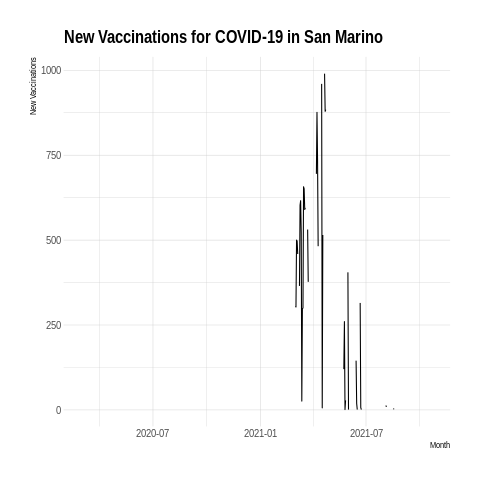 New Vaccinations for COVID-19 in San Marino
New Vaccinations
1000
750
500
250
0
2020-07 2021-01 2021-07
Month